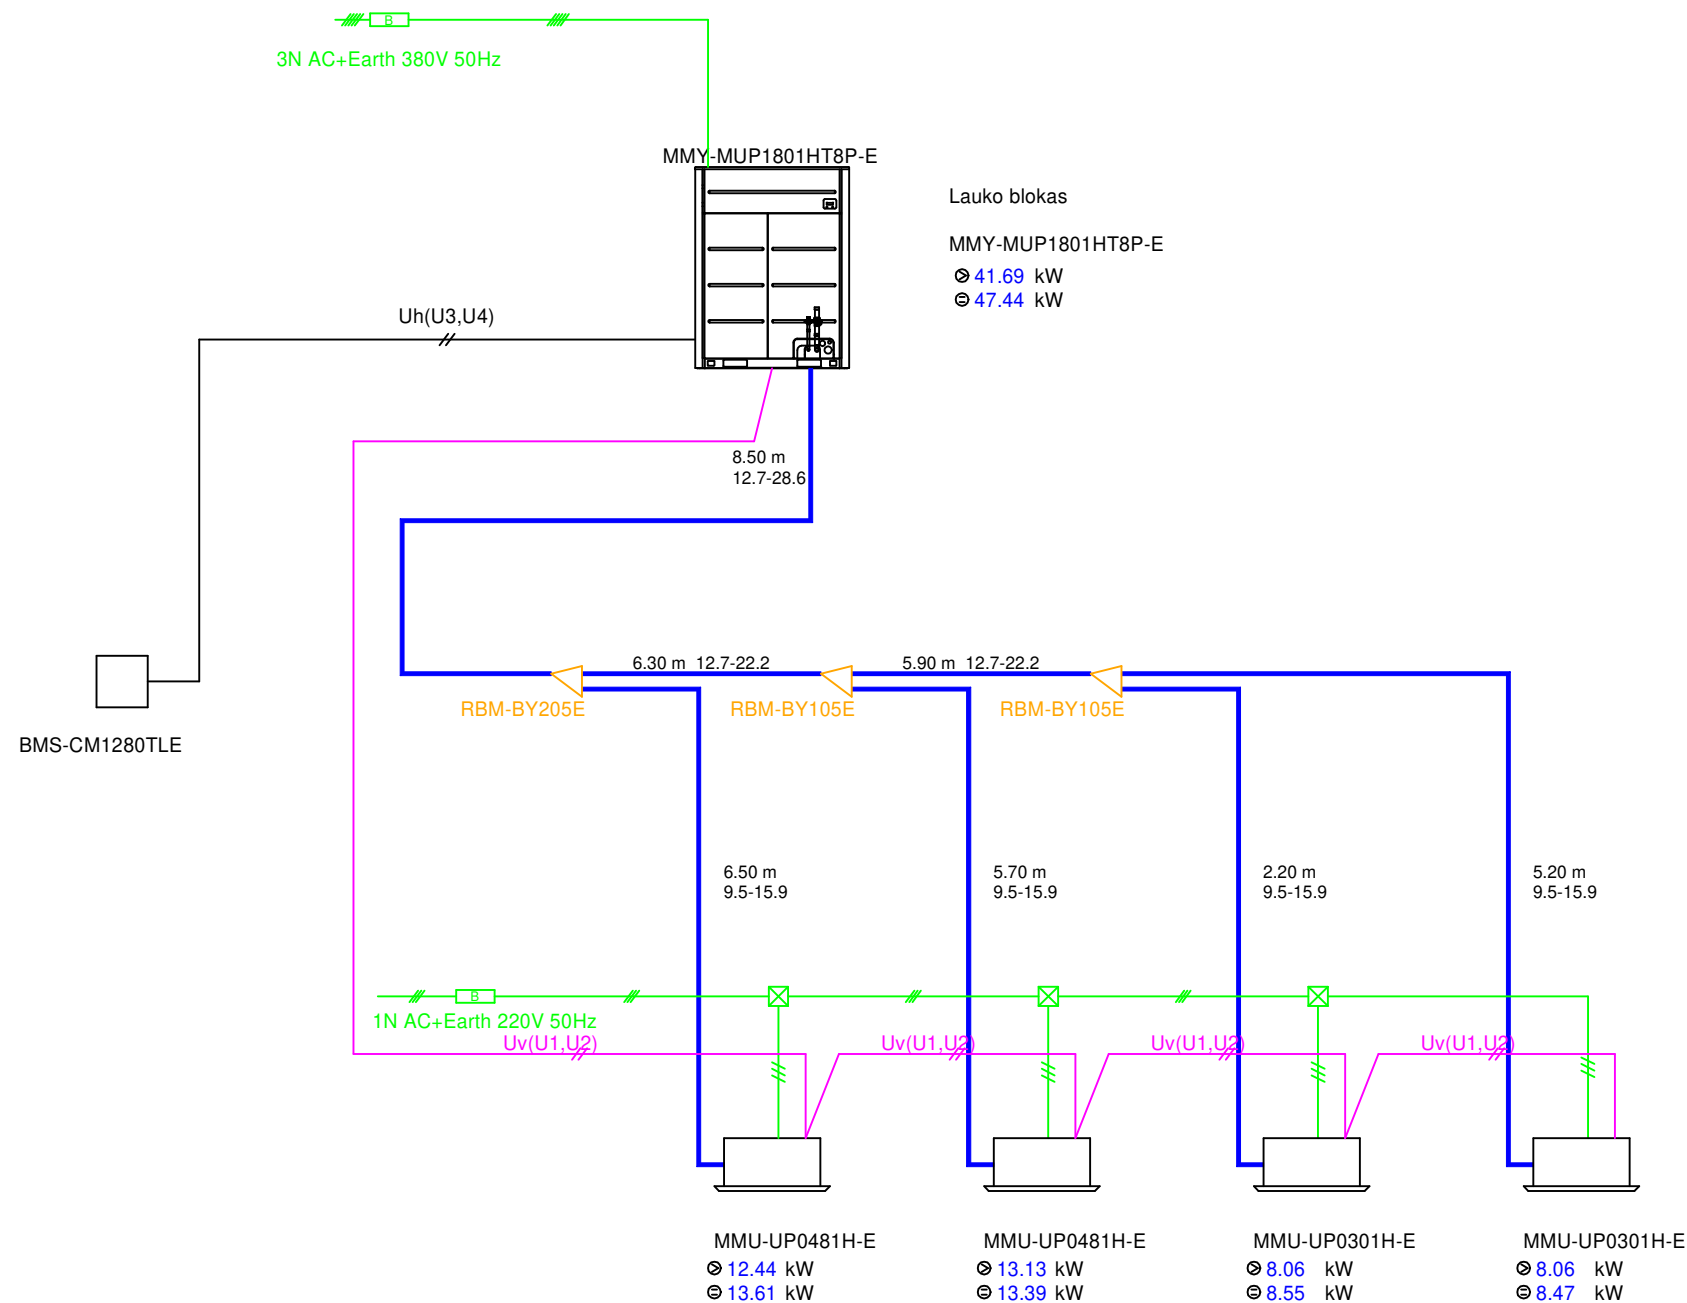 B
3N AC+Earth 380V 50Hz
MMY-MUP1801HT8P-E
Lauko blokas
MMY-MUP1801HT8P-E
41.69 kW
47.44 kW
Uh(U3,U4)
8.50 m
12.7-28.6
6.30 m 12.7-22.2
5.90 m 12.7-22.2
RBM-BY205E
RBM-BY105E
RBM-BY105E
BMS-CM1280TLE
6.50 m
9.5-15.9
5.70 m
9.5-15.9
2.20 m
9.5-15.9
5.20 m
9.5-15.9
B
1N AC+Earth 220V 50Hz
Uv(U1,U2)
Uv(U1,U2)
Uv(U1,U2)
Uv(U1,U2)
MMU-UP0481H-E
12.44 kW
13.61 kW
MMU-UP0481H-E
13.13 kW
13.39 kW
MMU-UP0301H-E
8.06 kW
8.55 kW
MMU-UP0301H-E
8.06 kW
8.47 kW